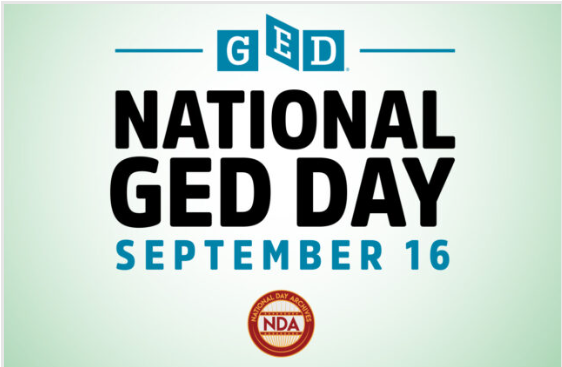 GED
NATIONAL
GED DAY
SEPTEMBER 16
NATIONAL DAY ARCHIVES
NDA